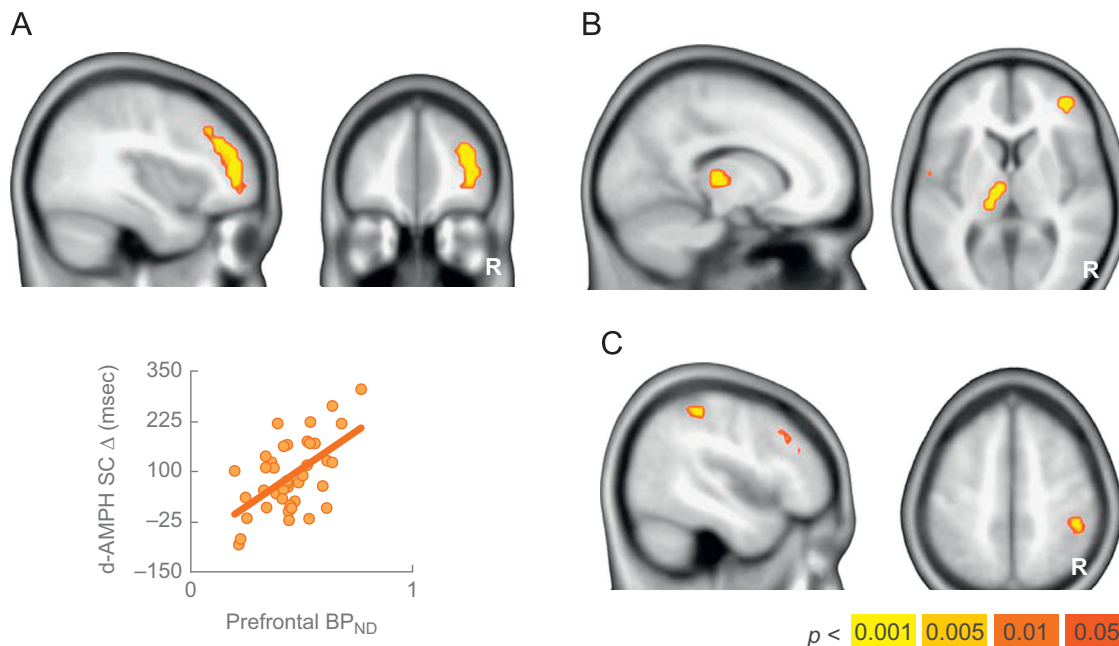 A
R
B
R
d-AMPH SC Δ (msec)
350
225
100
–25
–150
0
1
Prefrontal BPND
C
R
p < 0.001 0.005 0.01 0.05